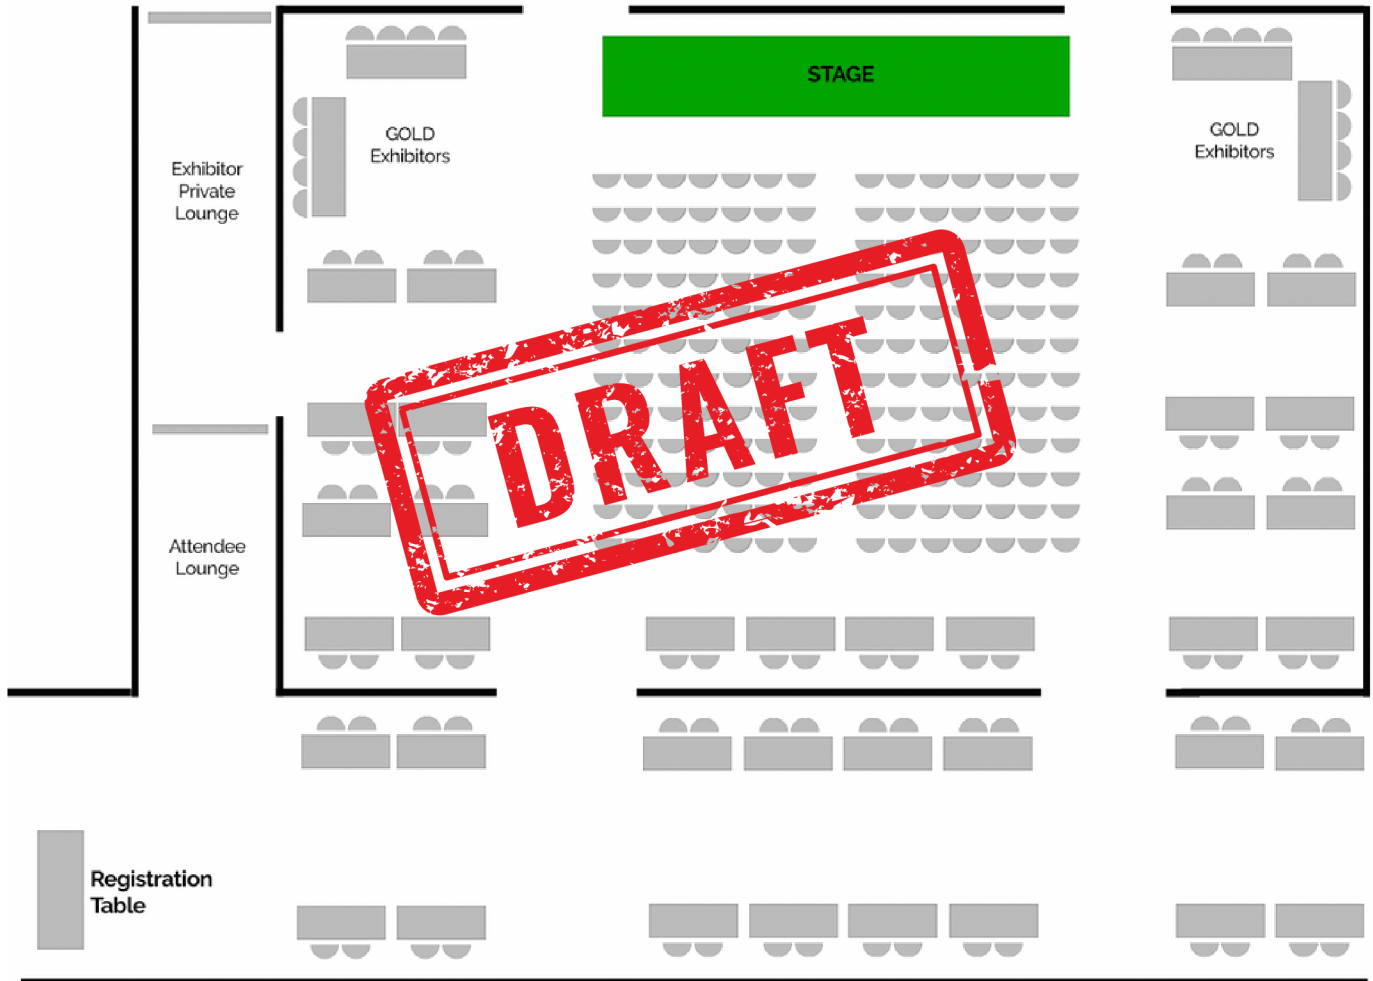 STAGE
GOLD
Exhibitors
GOLD
Exhibitors
Exhibitor
Private
Lounge
DRAFT
Attendee
Lounge
Registration
Table